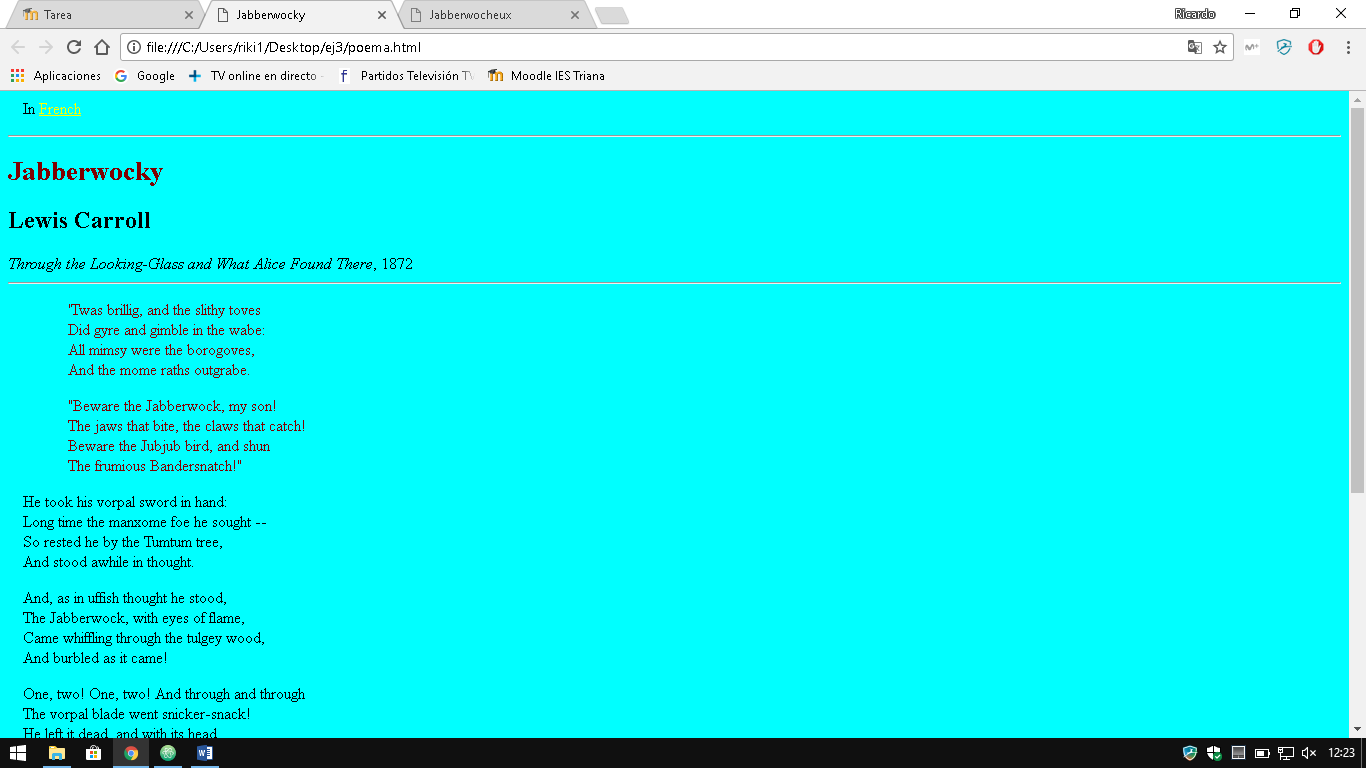 Tarea
Jabberwocky
Jabberwocheux
Ricardo
file:///C:/Users/riki1/Desktop/ej3/poema.html
Aplicaciones
Google
TV online en directo
Partidos Televisión TV
Moodle IES Triana
In French
Jabberwocky
Lewis Carroll
Through the Looking-Glass and What Alice Found There, 1872
'Twas brillig, and the slithy toves
Did gyre and gimble in the wabe:
All mimsy were the borogoves,
And the mome raths outgrabe.
"Beware the Jabberwock, my son!
The jaws that bite, the claws that catch!
Beware the Jubjub bird, and shun
The frumious Bandersnatch!"
He took his vorpal sword in hand:
Long time the manxome foe he sought --
So rested he by the Tumtum tree,
And stood awhile in thought.
And, as in uffish thought he stood,
The Jabberwock, with eyes of flame,
Came whiffling through the tulgey wood,
And burbled as it came!
One, two! One, two! And through and through
The vorpal blade went snicker-snack!
He left it dead, and with its head
12:23